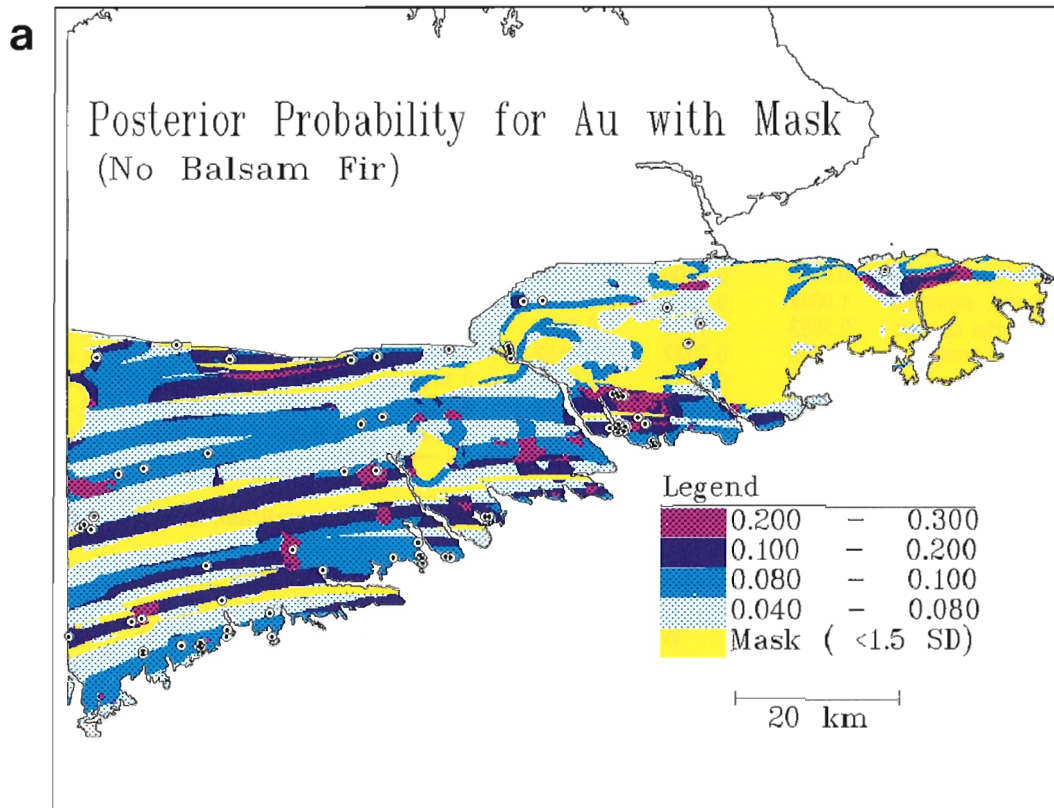 a
Posterior Probability for Au with Mask
(No Balsam Fir)
Legend
0.200 – 0.300
0.100 – 0.200
0.080 – 0.100
0.040 – 0.080
Mask ( <1.5 SD)
20 km